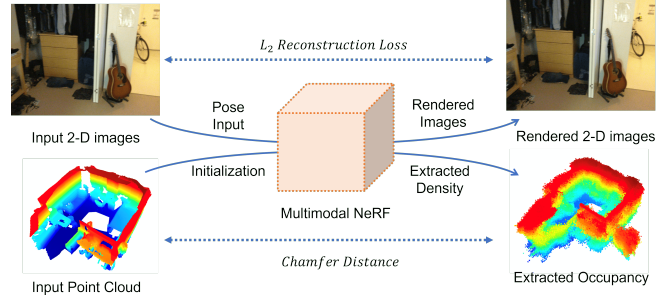 L₂ Reconstruction Loss
Pose
Input
Rendered
Images
Input 2-D images
Rendered 2-D images
Initialization
Extracted
Density
Multimodal NeRF
Chamfer Distance
Input Point Cloud
Extracted Occupancy